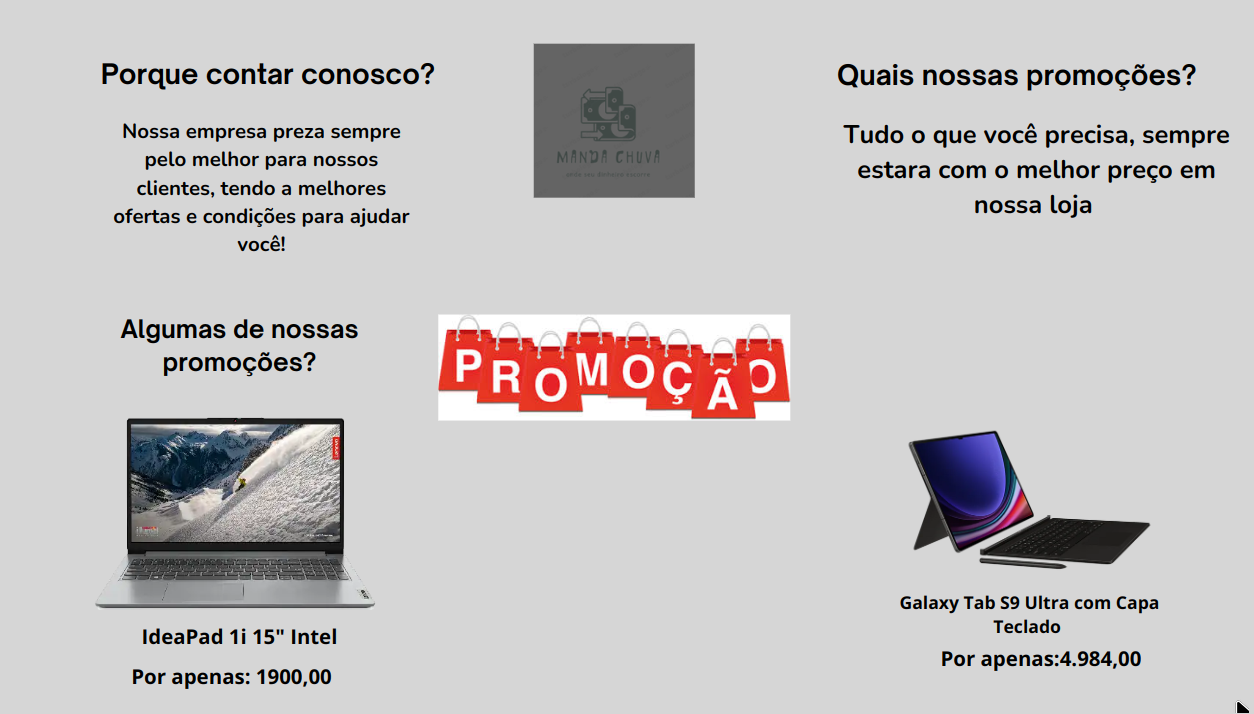 Porque contar conosco?
Nossa empresa preza sempre
pelo melhor para nossos
clientes, tendo a melhores
ofertas e condições para ajudar
você!
MANDA CHUVA
Quais nossas promoções?
Tudo o que você precisa, sempre
estara com o melhor preço em
nossa loja
Algumas de nossas
promoções?
PROMOÇÃO
IdeaPad 1i 15" Intel
Por apenas: 1900,00
Galaxy Tab S9 Ultra com Capa
Teclado
Por apenas:4.984,00